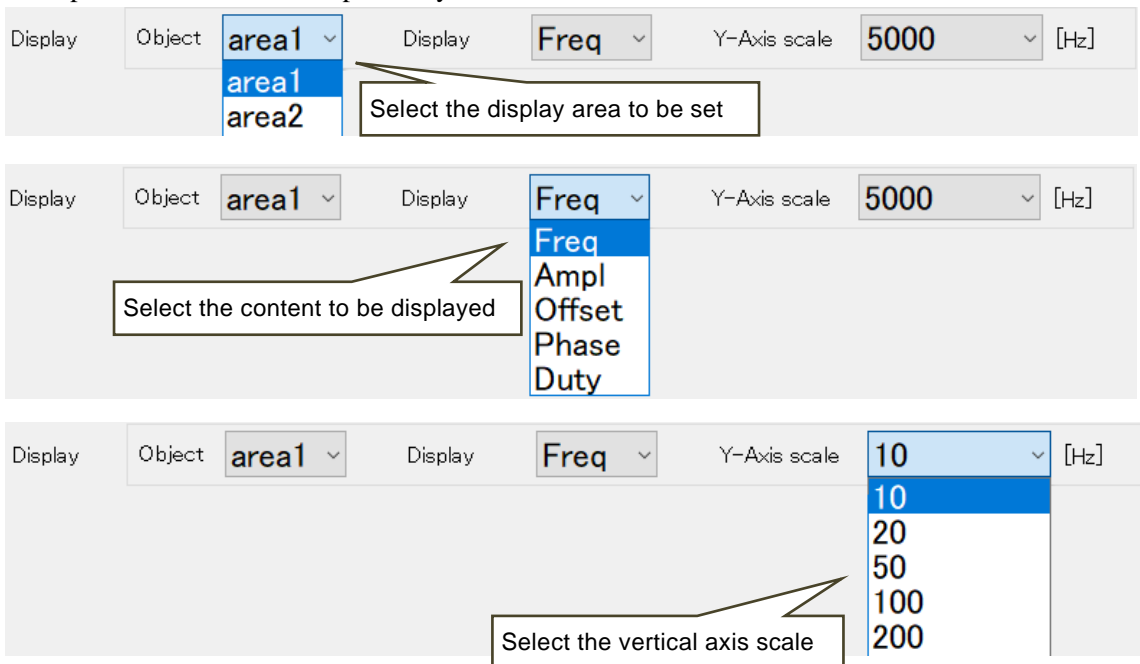 Display Object area1 Display Freq Y-Axis scale 5000 [Hz]
area1
area2
Select the display area to be set
Display Object area1 Display Freq Y-Axis scale 5000 [Hz]
Freq
Ampl
Offset
Phase
Duty
Select the content to be displayed
Display Object area1 Display Freq Y-Axis scale 10 [Hz]
10
20
50
100
200
Select the vertical axis scale